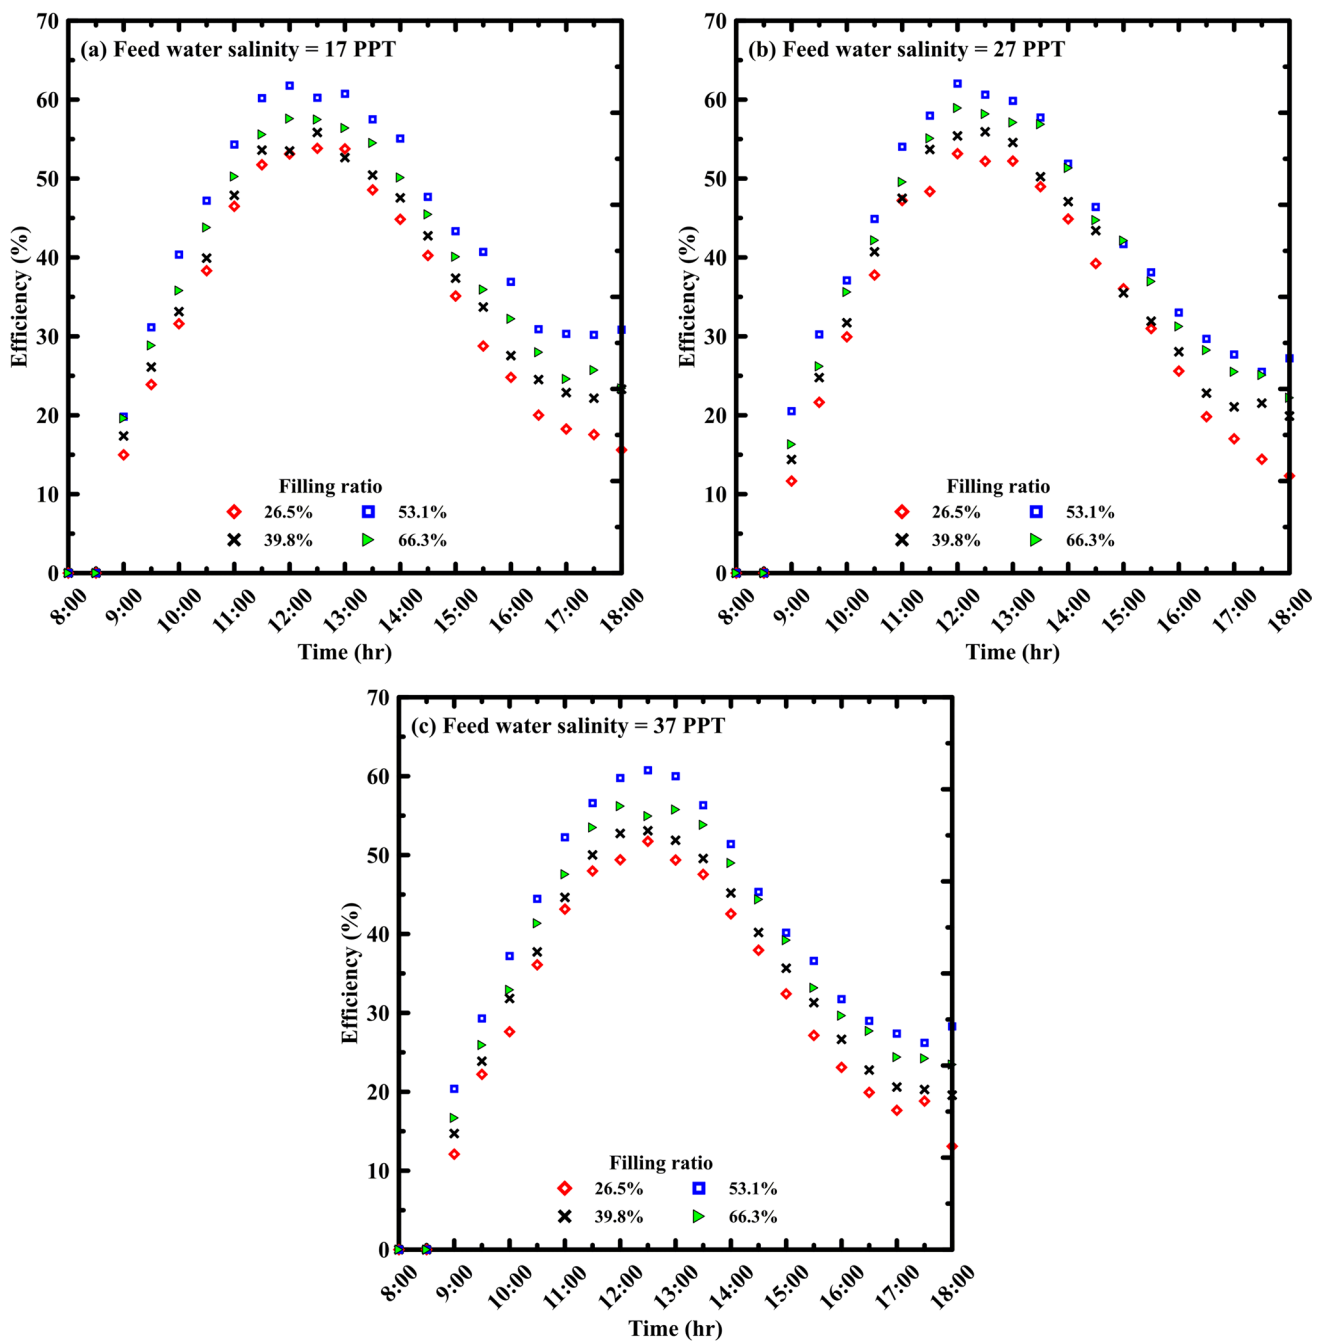 (a) Feed water salinity = 17 PPT
Efficiency (%)
70
60
50
40
30
20
10
0
Filling ratio
26.5% 53.1%
39.8% 66.3%
8:00 9:00 10:00 11:00 12:00 13:00 14:00 15:00 16:00 17:00 18:00
Time (hr)
(b) Feed water salinity = 27 PPT
Efficiency (%)
70
60
50
40
30
20
10
0
Filling ratio
26.5% 53.1%
39.8% 66.3%
8:00 9:00 10:00 11:00 12:00 13:00 14:00 15:00 16:00 17:00 18:00
Time (hr)
(c) Feed water salinity = 37 PPT
Efficiency (%)
70
60
50
40
30
20
10
0
Filling ratio
26.5% 53.1%
39.8% 66.3%
8:00 9:00 10:00 11:00 12:00 13:00 14:00 15:00 16:00 17:00 18:00
Time (hr)